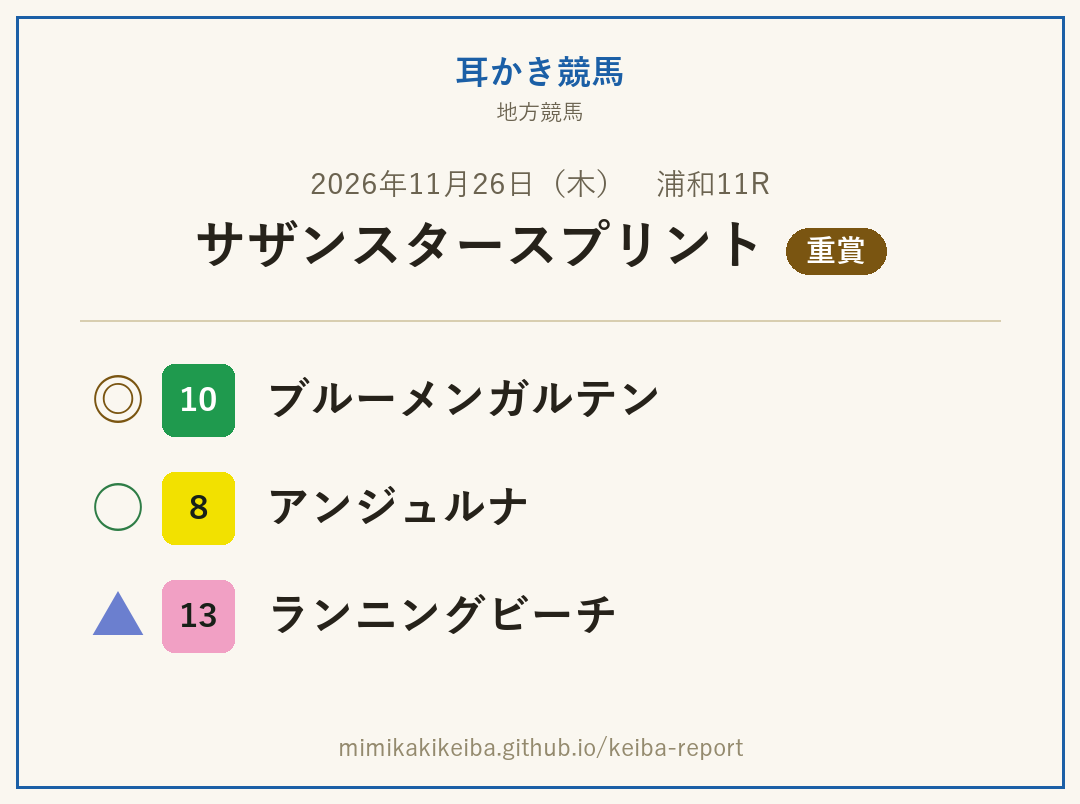 耳かき競馬
地方競馬
2026年11月26日（木）　浦和11R
サザンスタースプリント 重賞
◎ 10 ブルーメンガルテン
○ 8 アンジュルナ
▲ 13 ランニングビーチ
mimikakikeiba.github.io/keiba-report